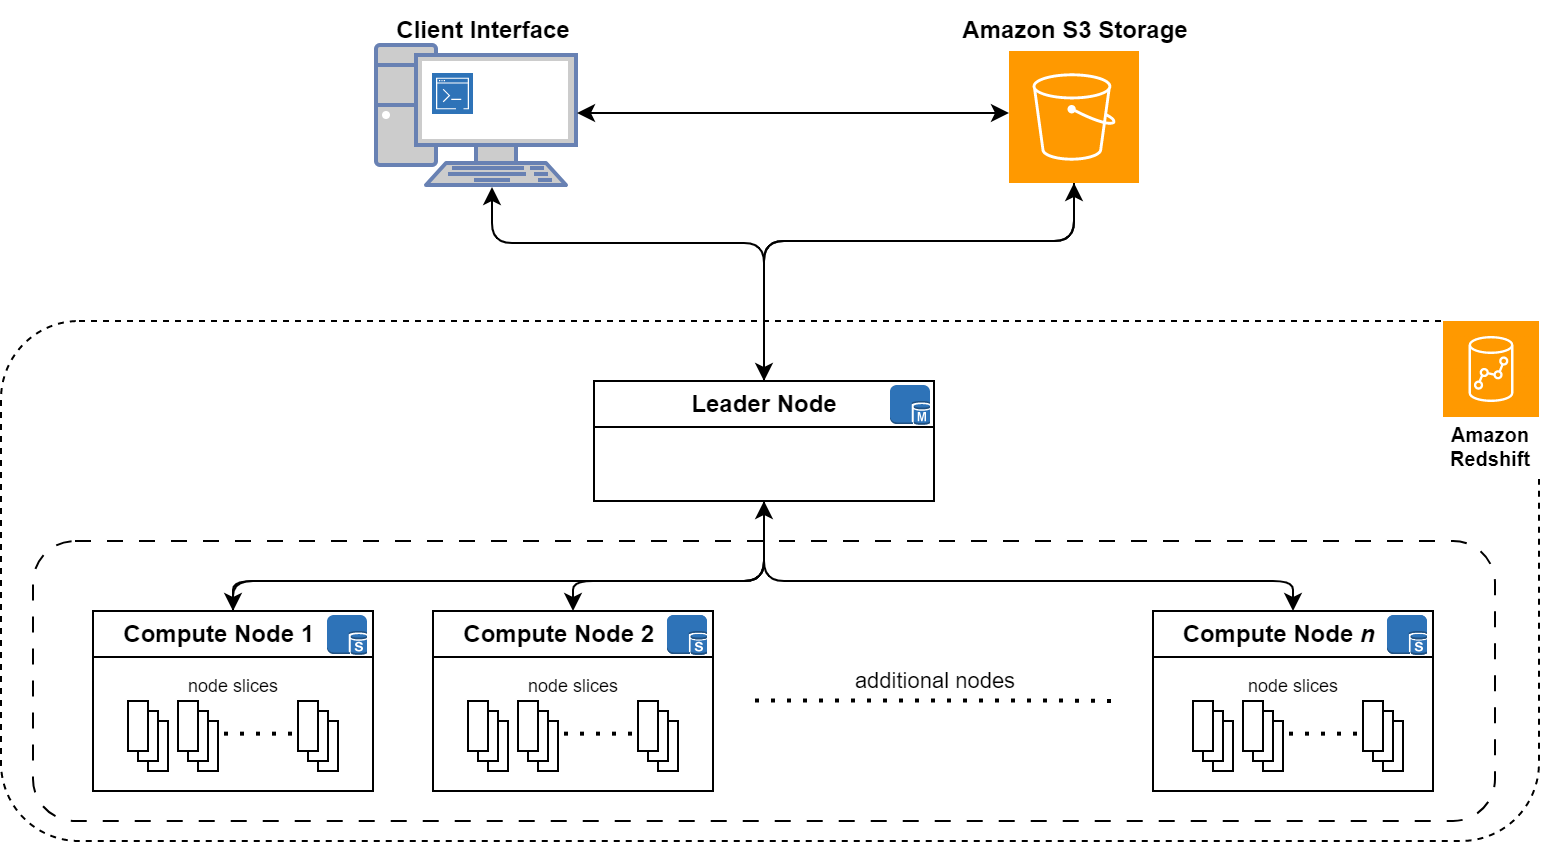 Client Interface
Amazon S3 Storage
>_
Leader Node
M
Amazon
Redshift
Compute Node 1
S
Compute Node 2
S
Compute Node n
S
node slices
node slices
additional nodes
node slices